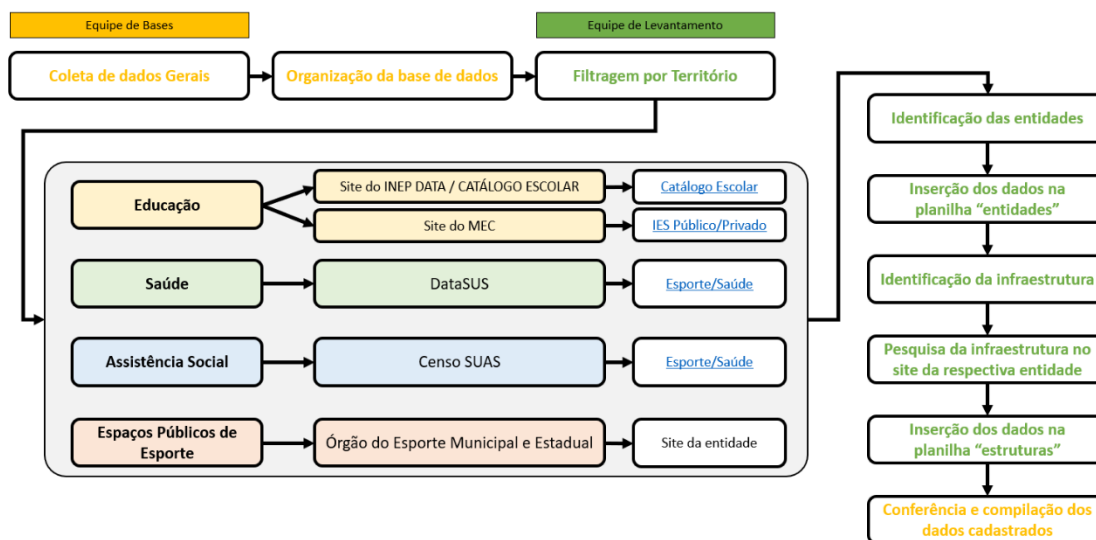 Equipe de Bases
Equipe de Levantamento
Coleta de dados Gerais
Organização da base de dados
Filtragem por Território
Educação
Site do INEP DATA / CATÁLOGO ESCOLAR
Catálogo Escolar
Site do MEC
IES Público/Privado
Saúde
DataSUS
Esporte/Saúde
Assistência Social
Censo SUAS
Esporte/Saúde
Espaços Públicos de
Esporte
Órgão do Esporte Municipal e Estadual
Site da entidade
Identificação das entidades
Inserção dos dados na
planilha “entidades”
Identificação da infraestrutura
Pesquisa da infraestrutura no
site da respectiva entidade
Inserção dos dados na
planilha “estruturas”
Conferência e compilação dos
dados cadastrados